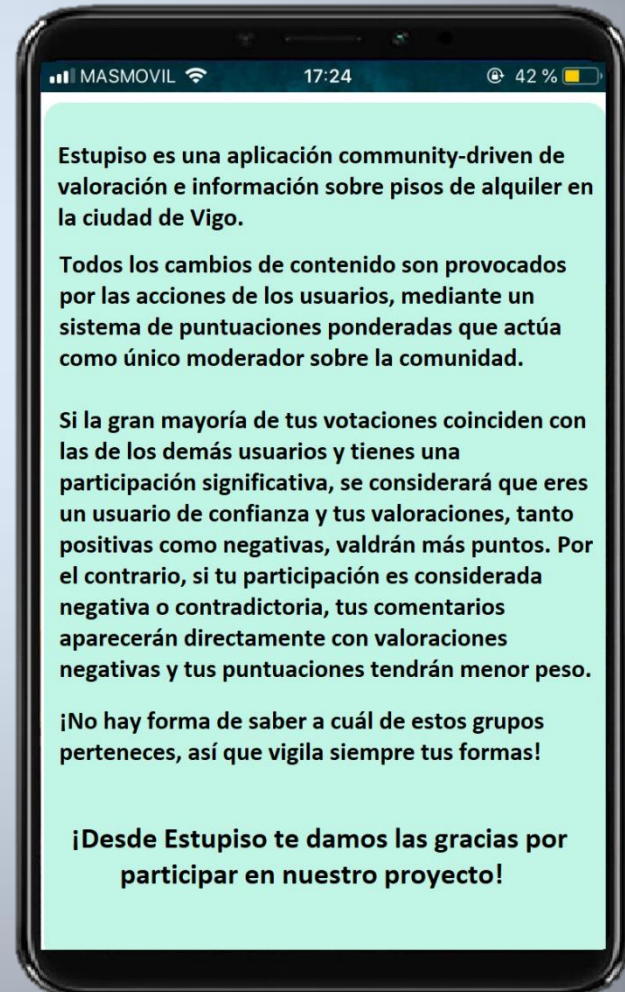 MASMOVIL 17:24 42 %
Estupiso es una aplicación community-driven de
valoración e información sobre pisos de alquiler en
la ciudad de Vigo.
Todos los cambios de contenido son provocados
por las acciones de los usuarios, mediante un
sistema de puntuaciones ponderadas que actúa
como único moderador sobre la comunidad.
Si la gran mayoría de tus votaciones coinciden con
las de los demás usuarios y tienes una
participación significativa, se considerará que eres
un usuario de confianza y tus valoraciones, tanto
positivas como negativas, valdrán más puntos. Por
el contrario, si tu participación es considerada
negativa o contradictoria, tus comentarios
aparecerán directamente con valoraciones
negativas y tus puntuaciones tendrán menor peso.
¡No hay forma de saber a cuál de estos grupos
perteneces, así que vigila siempre tus formas!
¡Desde Estupiso te damos las gracias por
participar en nuestro proyecto!